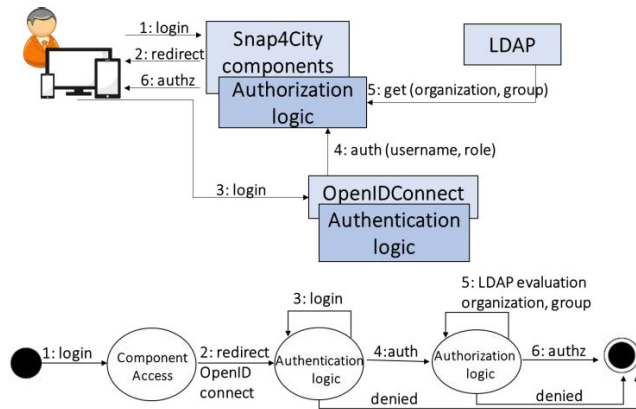 1: login
2: redirect
6: authz
Snap4City
components
Authorization
logic
LDAP
5: get (organization, group)
4: auth (username, role)
3: login
OpenIDConnect
Authentication
logic
1: login
Component
Access
2: redirect
OpenID
connect
3: login
Authentication
logic
4:auth
5: LDAP evaluation
organization, group
Authorization
logic
6: authz
denied
denied